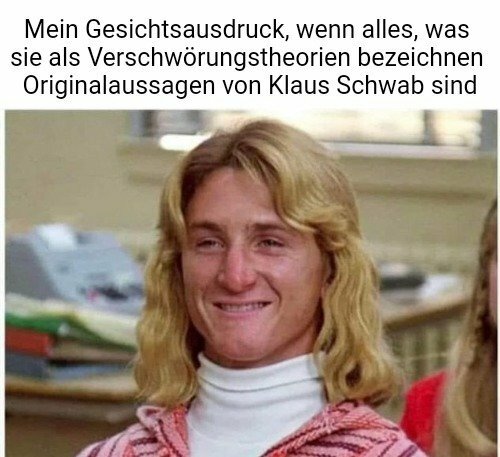 Mein Gesichtsausdruck, wenn alles, was
sie als Verschwörungstheorien bezeichnen
Originalaussagen von Klaus Schwab sind